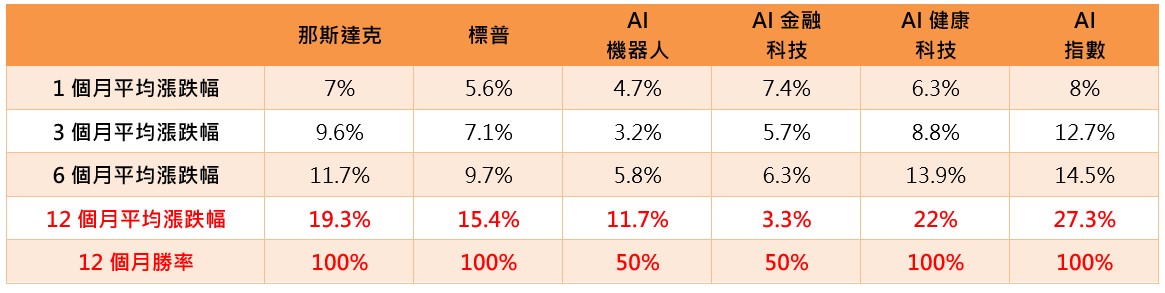 那斯達克 標普 AI 機器人 AI 金融科技 AI 健康科技 AI 指數
1 個月平均漲跌幅 7% 5.6% 4.7% 7.4% 6.3% 8%
3 個月平均漲跌幅 9.6% 7.1% 3.2% 5.7% 8.8% 12.7%
6 個月平均漲跌幅 11.7% 9.7% 5.8% 6.3% 13.9% 14.5%
12 個月平均漲跌幅 19.3% 15.4% 11.7% 3.3% 22% 27.3%
12 個月勝率 100% 100% 50% 50% 100% 100%